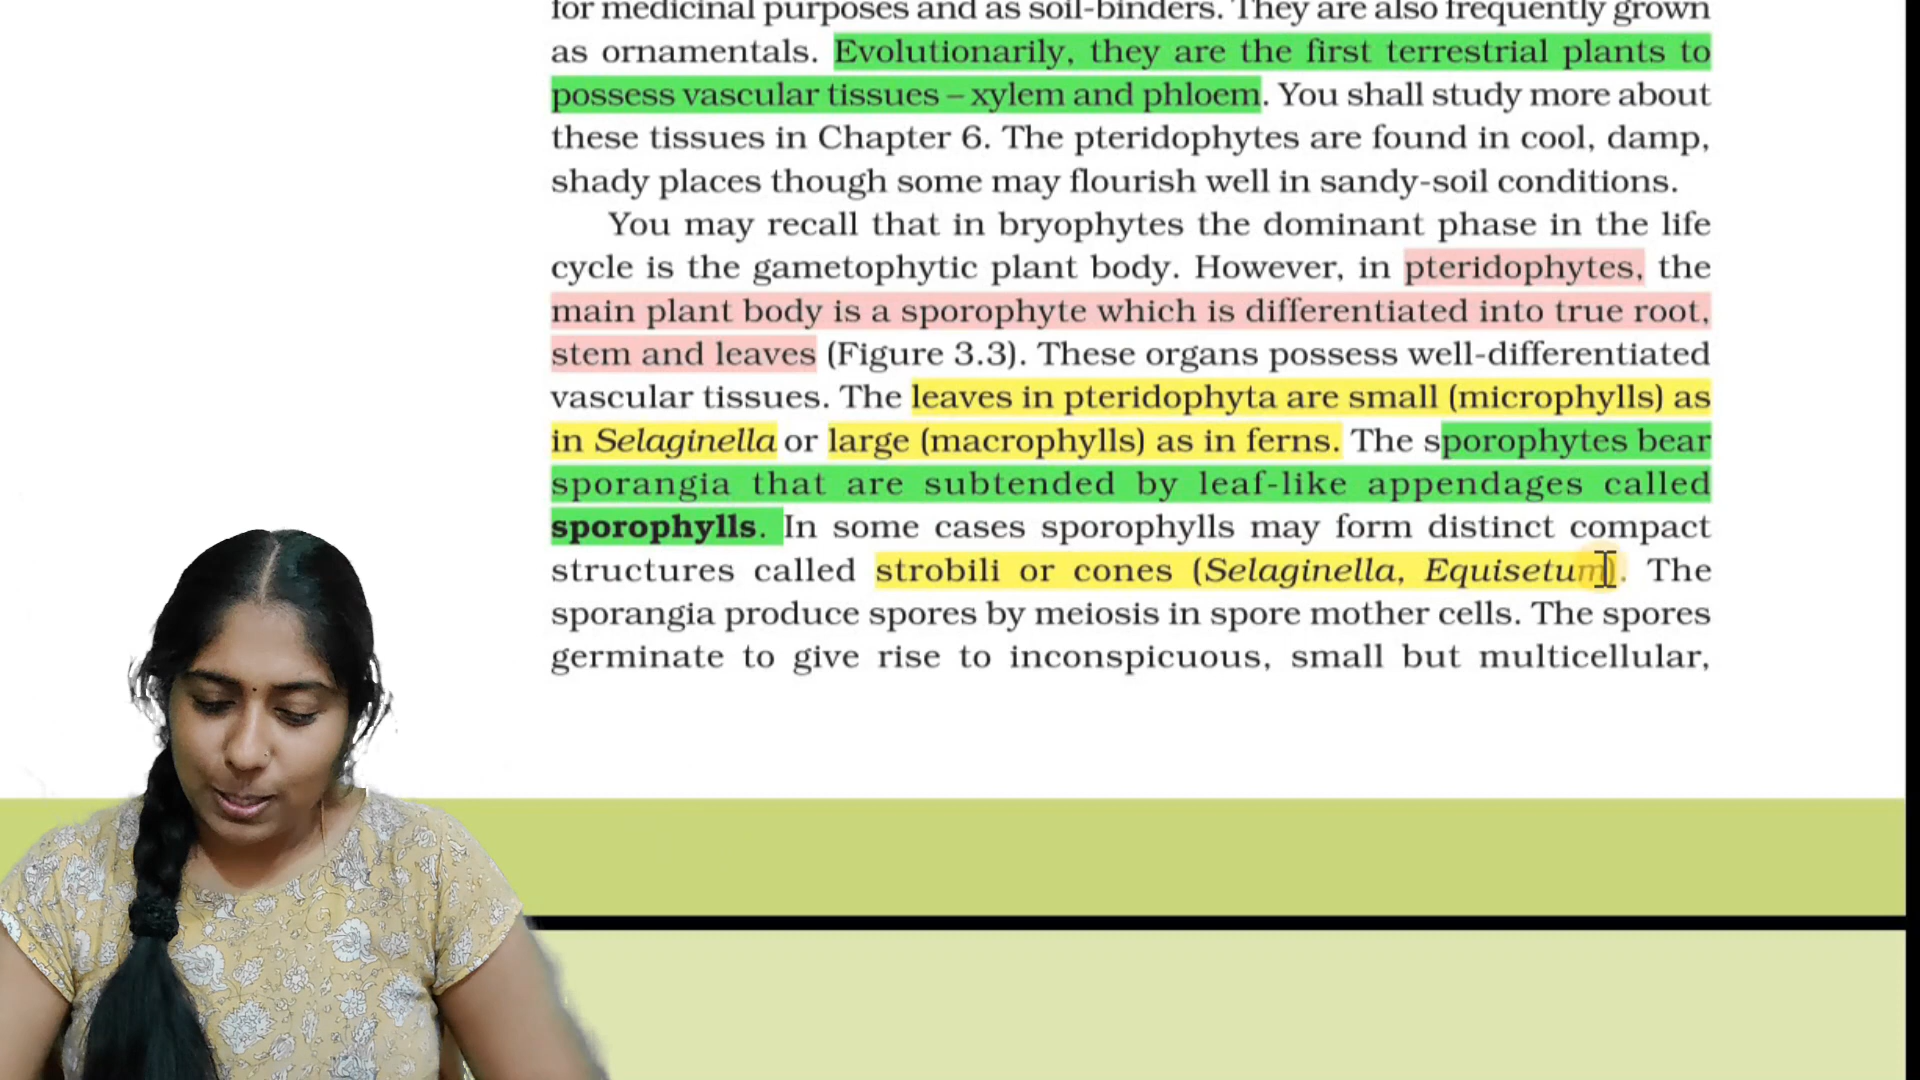 for medicinal purposes and as soil-binders. They are also frequently grown
as ornamentals. Evolutionarily, they are the first terrestrial plants to
possess vascular tissues – xylem and phloem. You shall study more about
these tissues in Chapter 6. The pteridophytes are found in cool, damp,
shady places though some may flourish well in sandy-soil conditions.
You may recall that in bryophytes the dominant phase in the life
cycle is the gametophytic plant body. However, in pteridophytes, the
main plant body is a sporophyte which is differentiated into true root,
stem and leaves (Figure 3.3). These organs possess well-differentiated
vascular tissues. The leaves in pteridophyta are small (microphylls) as
in Selaginella or large (macrophylls) as in ferns. The sporophytes bear
sporangia that are subtended by leaf-like appendages called
sporophylls. In some cases sporophylls may form distinct compact
structures called strobili or cones (Selaginella, Equisetum). The
sporangia produce spores by meiosis in spore mother cells. The spores
germinate to give rise to inconspicuous, small but multicellular,